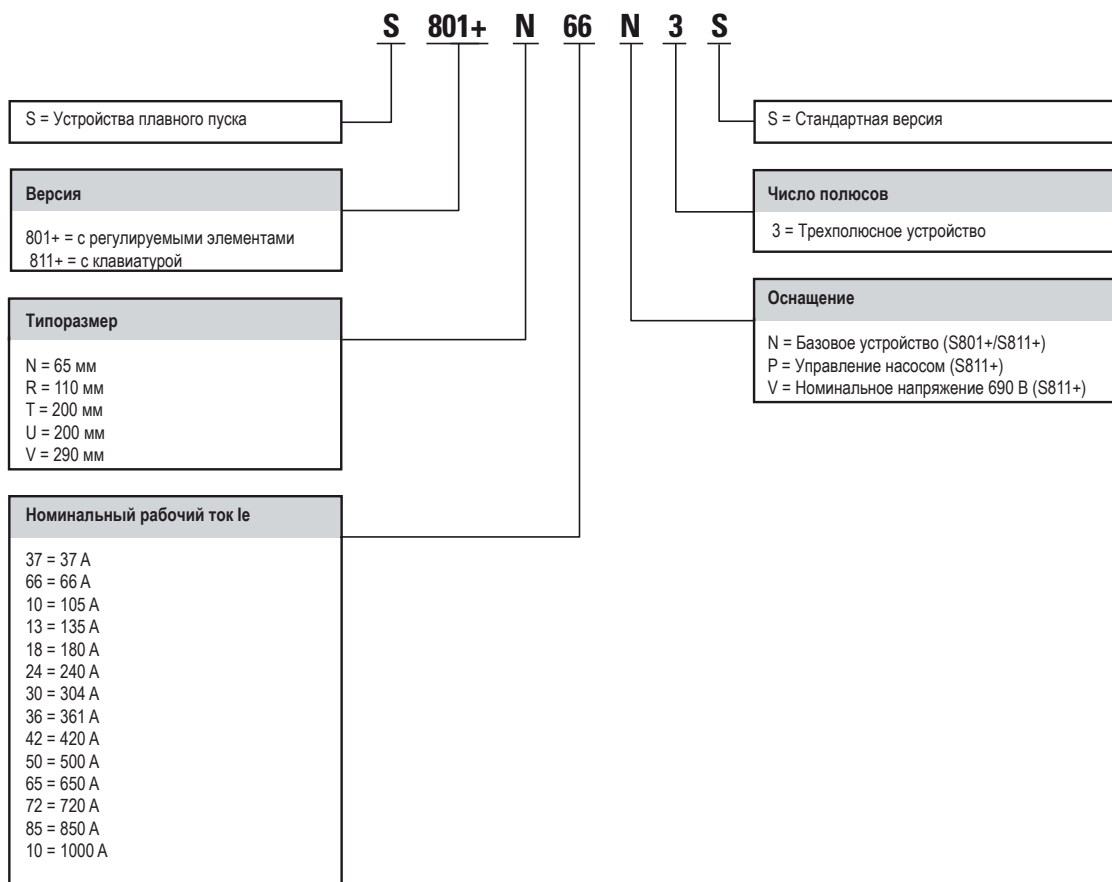 S 801+ N 66 N 3 S
S = Устройства плавного пуска
Версия
801+ = с регулируемыми элементами
811+ = с клавиатурой
Типоразмер
N = 65 мм
R = 110 мм
T = 200 мм
U = 200 мм
V = 290 мм
Номинальный рабочий ток Ie
37 = 37 A
66 = 66 A
10 = 105 A
13 = 135 A
18 = 180 A
24 = 240 A
30 = 304 A
36 = 361 A
42 = 420 A
50 = 500 A
65 = 650 A
72 = 720 A
85 = 850 A
10 = 1000 A
S = Стандартная версия
Число полюсов
3 = Трехполюсное устройство
Оснащение
N = Базовое устройство (S801+/S811+)
P = Управление насосом (S811+)
V = Номинальное напряжение 690 В (S811+)